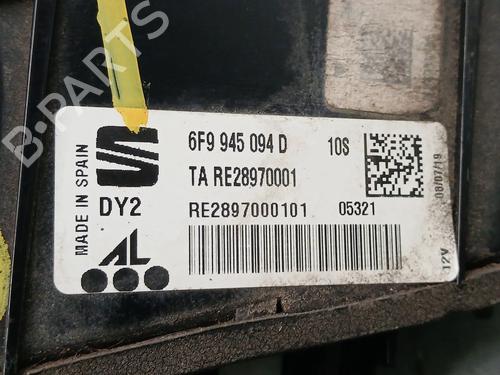 B-PARTS
MADE IN SPAIN
6F9 945 094 D 10S
TA RE28970001
DY2
RE2897000101 05321
AL
08/07/19
12V